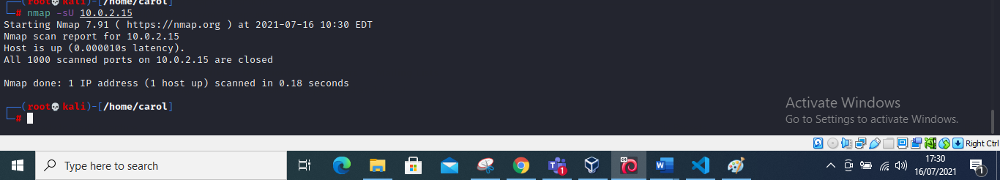 (root💀kali)-[/home/carol]
# nmap -sU 10.0.2.15
Starting Nmap 7.91 ( https://nmap.org ) at 2021-07-16 10:30 EDT
Nmap scan report for 10.0.2.15
Host is up (0.000010s latency).
All 1000 scanned ports on 10.0.2.15 are closed
Nmap done: 1 IP address (1 host up) scanned in 0.18 seconds
(root💀kali)-[/home/carol]
#
Activate Windows
Go to Settings to activate Windows.
Right Ctrl
Type here to search
1
W
17:30
16/07/2021
1